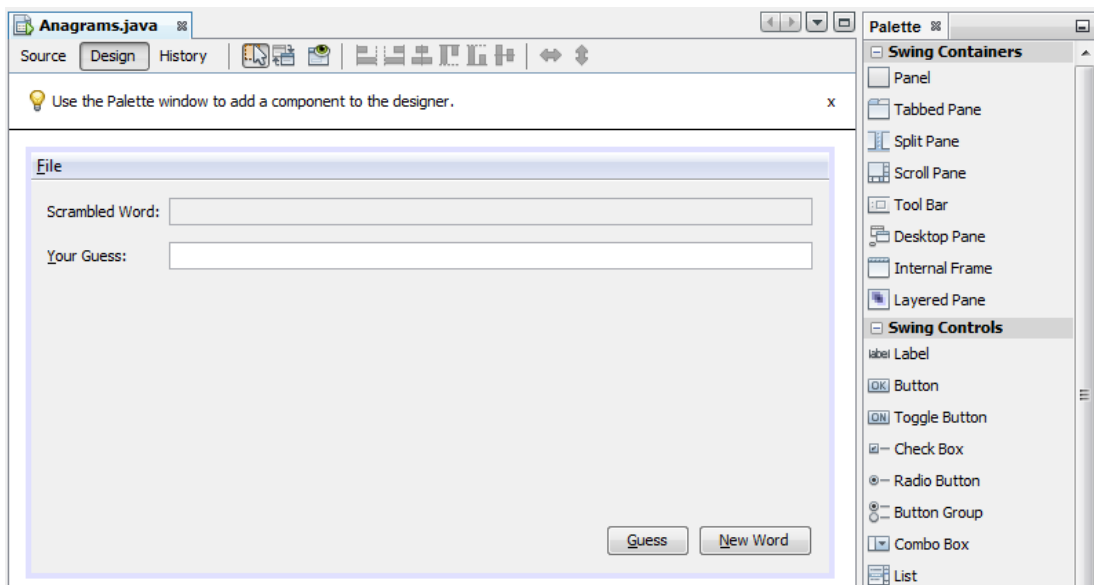 Anagrams.java
Source Design History
Use the Palette window to add a component to the designer. x
File
Scrambled Word:
Your Guess:
Guess New Word
Palette
Swing Containers
Panel
Tabbed Pane
Split Pane
Scroll Pane
Tool Bar
Desktop Pane
Internal Frame
Layered Pane
Swing Controls
label Label
OK Button
ON Toggle Button
Check Box
Radio Button
Button Group
Combo Box
List